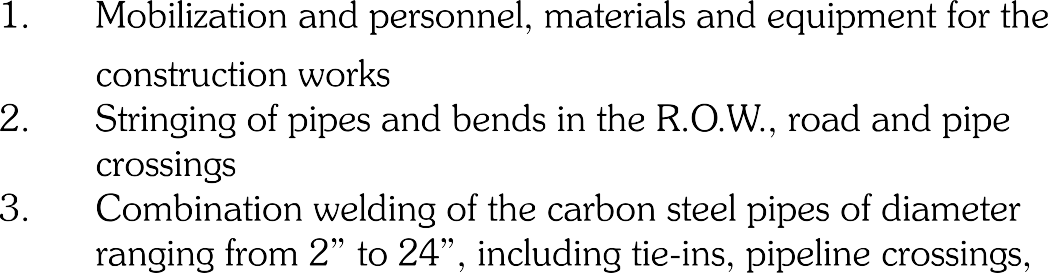 1. Mobilization and personnel, materials and equipment for the
construction works
2. Stringing of pipes and bends in the R.O.W., road and pipe
crossings
3. Combination welding of the carbon steel pipes of diameter
ranging from 2” to 24”, including tie-ins, pipeline crossings,